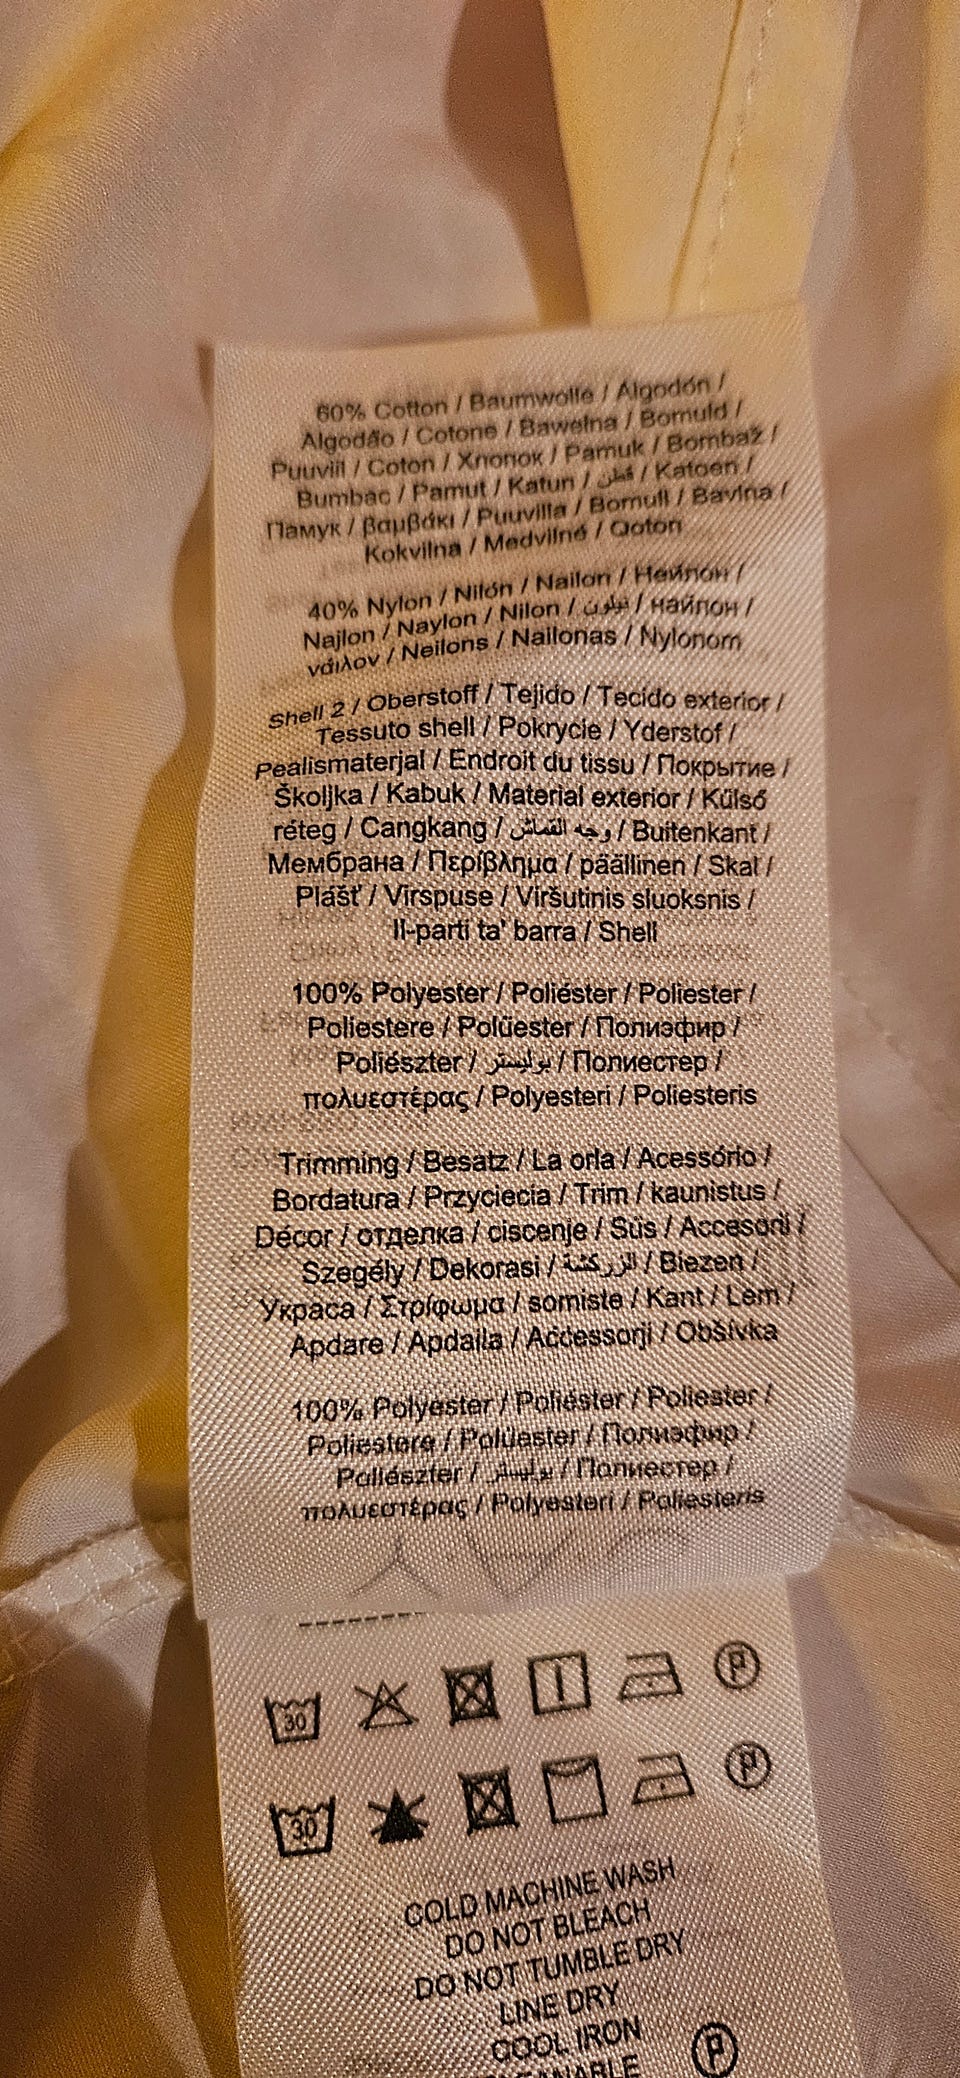 60% Cotton / Baumwolle / Algodón /
Algodão / Cotone / Bawełna / Bomuld /
Puuvill / Coton / Хлопок / Pamuk / Bombaž /
Bumbac / Pamut / Katun / قطن / Katoen /
Памук / βαμβάκι / Puuvilla / Bomull / Bavlna /
Kokvilna / Medvilnė / Qoton
40% Nylon / Nilón / Nailon / Нейлон /
Najlon / Naylon / Nilon / نيلون / найлон /
νάιλον / Neilons / Nailonas / Nylonom
Shell 2 / Oberstoff / Tejido / Tecido exterior /
Tessuto shell / Pokrycie / Yderstof /
Pealismaterjal / Endroit du tissu / Покрытие /
Školjka / Kabuk / Material exterior / Külső
réteg / Cangkang / وجه القماش / Buitenkant /
Мембрана / Περίβλημα / päällinen / Skal /
Plášť / Virspuse / Viršutinis sluoksnis /
Il-parti ta' barra / Shell
100% Polyester / Poliéster / Poliester /
Poliestere / Polüester / Полиэфир /
Poliészter / بوليستر / Полиестер /
πολυεστέρας / Polyesteri / Poliesteris
Trimming / Besatz / La orla / Acessório /
Bordatura / Przyciecia / Trim / kaunistus /
Décor / отделка / ciscenje / Süs / Accesorii /
Szegély / Dekorasi / الزركشة / Biezen /
Украса / Στρίφωμα / somiste / Kant / Lem /
Apdare / Apdaila / Aċċessorji / Obšívka
100% Polyester / Poliéster / Poliester /
Poliestere / Polüester / Полиэфир /
Poliészter / بوليستر / Полиестер /
πολυεστέρας / Polyesteri / Poliesteris
30 P
30 P
COLD MACHINE WASH
DO NOT BLEACH
DO NOT TUMBLE DRY
LINE DRY
COOL IRON
P